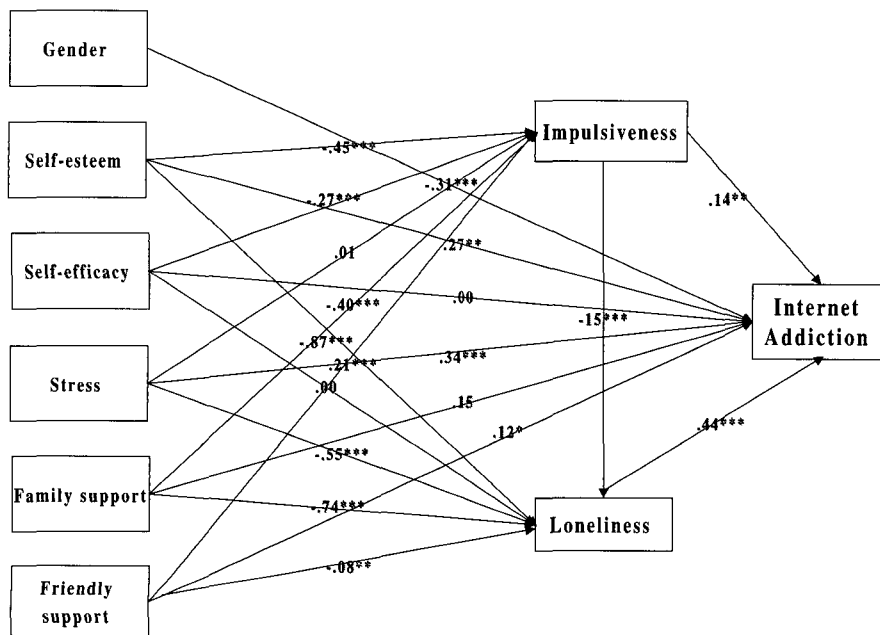 Gender
Impulsiveness
Self-esteem
-.45***
-.31***
.14**
-.27***
.27**
Self-efficacy
.01
.00
-.40***
-15***
Internet
Addiction
-.87***
.21***
.34***
Stress
.00
.15
.12*
.44***
-.55***
Family support
-.74***
Loneliness
-.08**
Friendly
support